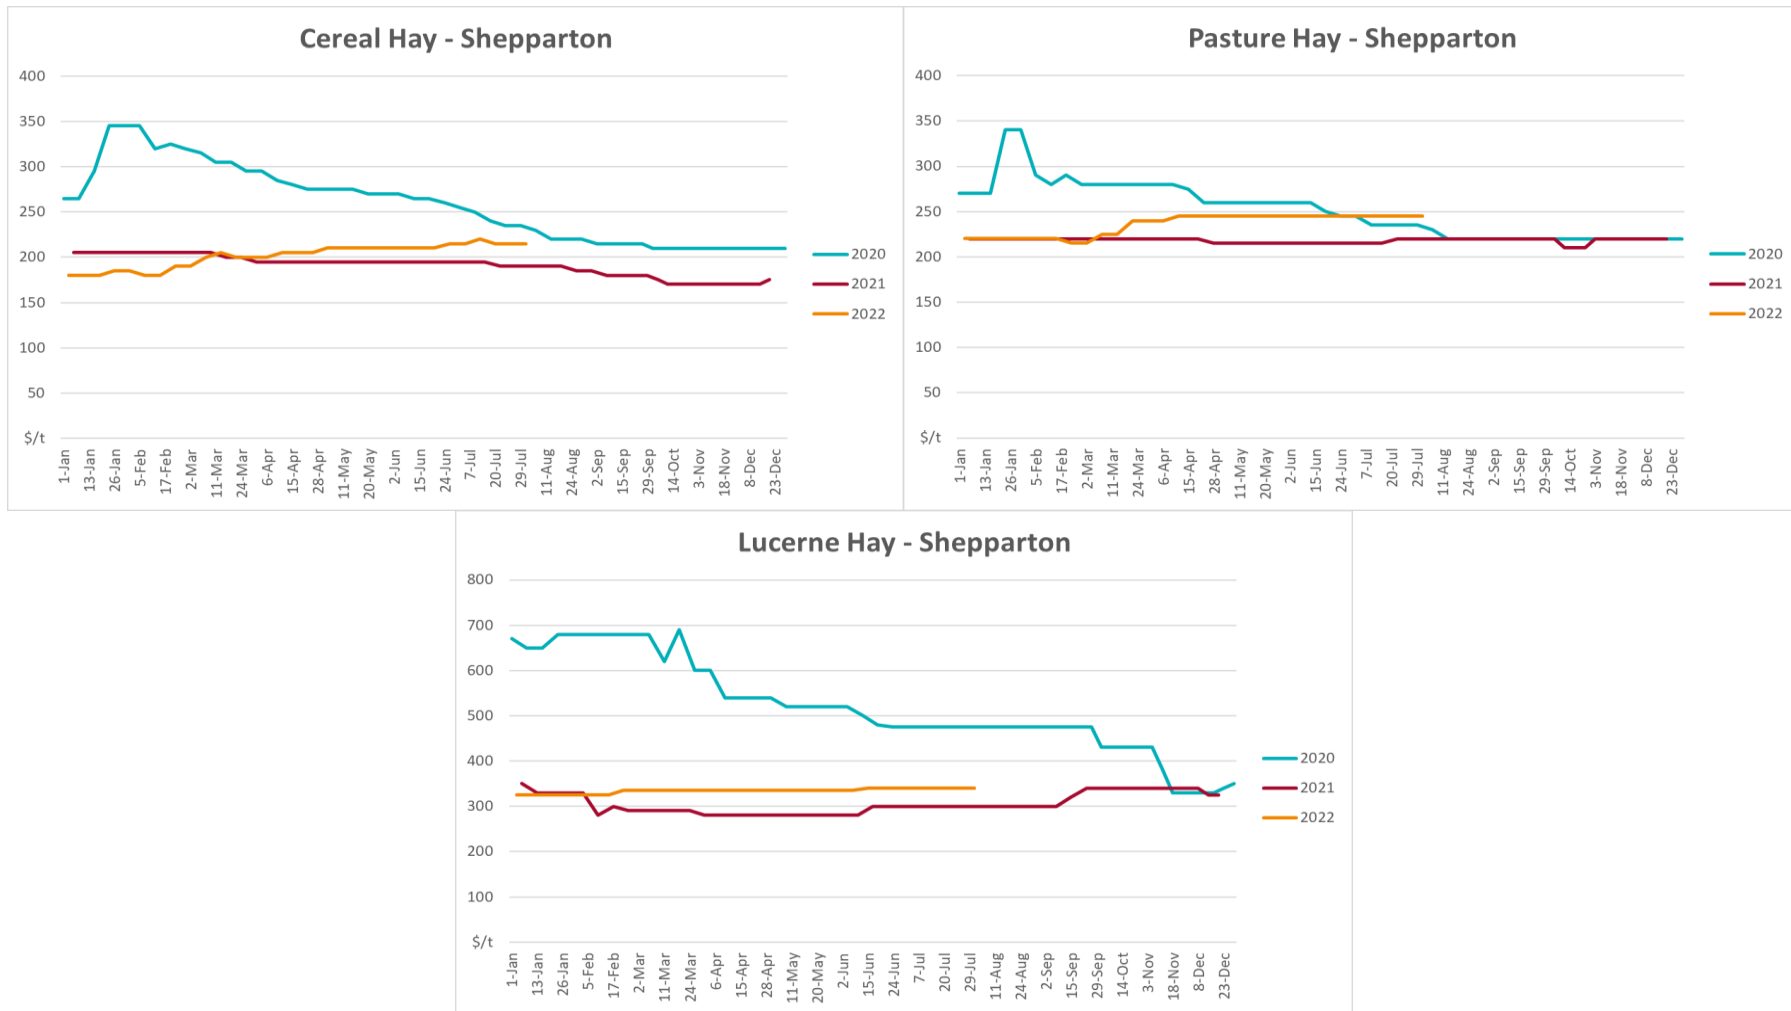 Cereal Hay - Shepparton
400
350
300
250
200
150
100
50
$/t
1-Jan
13-Jan
26-Jan
5-Feb
17-Feb
2-Mar
11-Mar
24-Mar
6-Apr
15-Apr
28-Apr
11-May
20-May
2-Jun
15-Jun
24-Jun
7-Jul
20-Jul
29-Jul
11-Aug
24-Aug
2-Sep
15-Sep
29-Sep
14-Oct
3-Nov
18-Nov
8-Dec
23-Dec
2020
2021
2022
Pasture Hay - Shepparton
400
350
300
250
200
150
100
50
$/t
1-Jan
13-Jan
26-Jan
5-Feb
17-Feb
2-Mar
11-Mar
24-Mar
6-Apr
15-Apr
28-Apr
11-May
20-May
2-Jun
15-Jun
24-Jun
7-Jul
20-Jul
29-Jul
11-Aug
24-Aug
2-Sep
15-Sep
29-Sep
14-Oct
3-Nov
18-Nov
8-Dec
23-Dec
2020
2021
2022
Lucerne Hay - Shepparton
800
700
600
500
400
300
200
100
$/t
1-Jan
13-Jan
26-Jan
5-Feb
17-Feb
2-Mar
11-Mar
24-Mar
6-Apr
15-Apr
28-Apr
11-May
20-May
2-Jun
15-Jun
24-Jun
7-Jul
20-Jul
29-Jul
11-Aug
24-Aug
2-Sep
15-Sep
29-Sep
14-Oct
3-Nov
18-Nov
8-Dec
23-Dec
2020
2021
2022